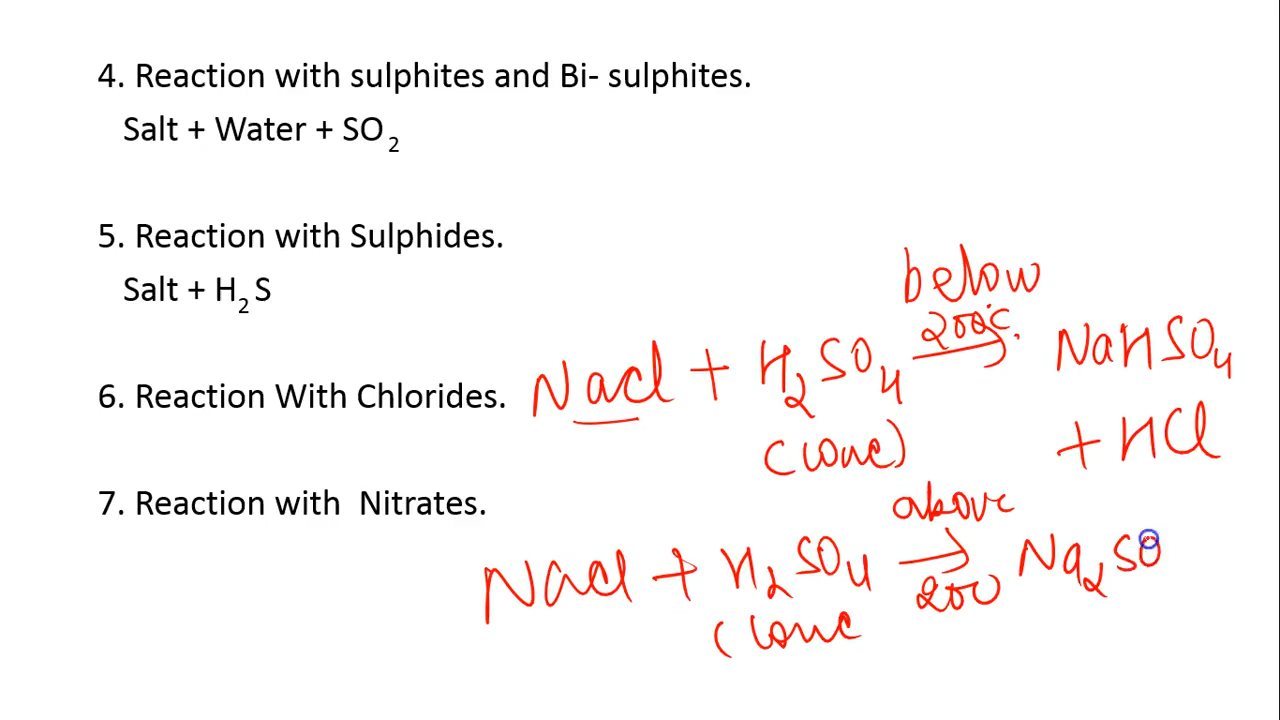 4. Reaction with sulphites and Bi- sulphites.
Salt + Water + SO₂
5. Reaction with Sulphides.
Salt + H₂S
below
200°C.
6. Reaction With Chlorides.
Nacl + H₂SO₄ → NaHSO₄
(conc)
+ HCl
7. Reaction with Nitrates.
above
Nacl + H₂SO₄ → Na₂SO
200
(conc